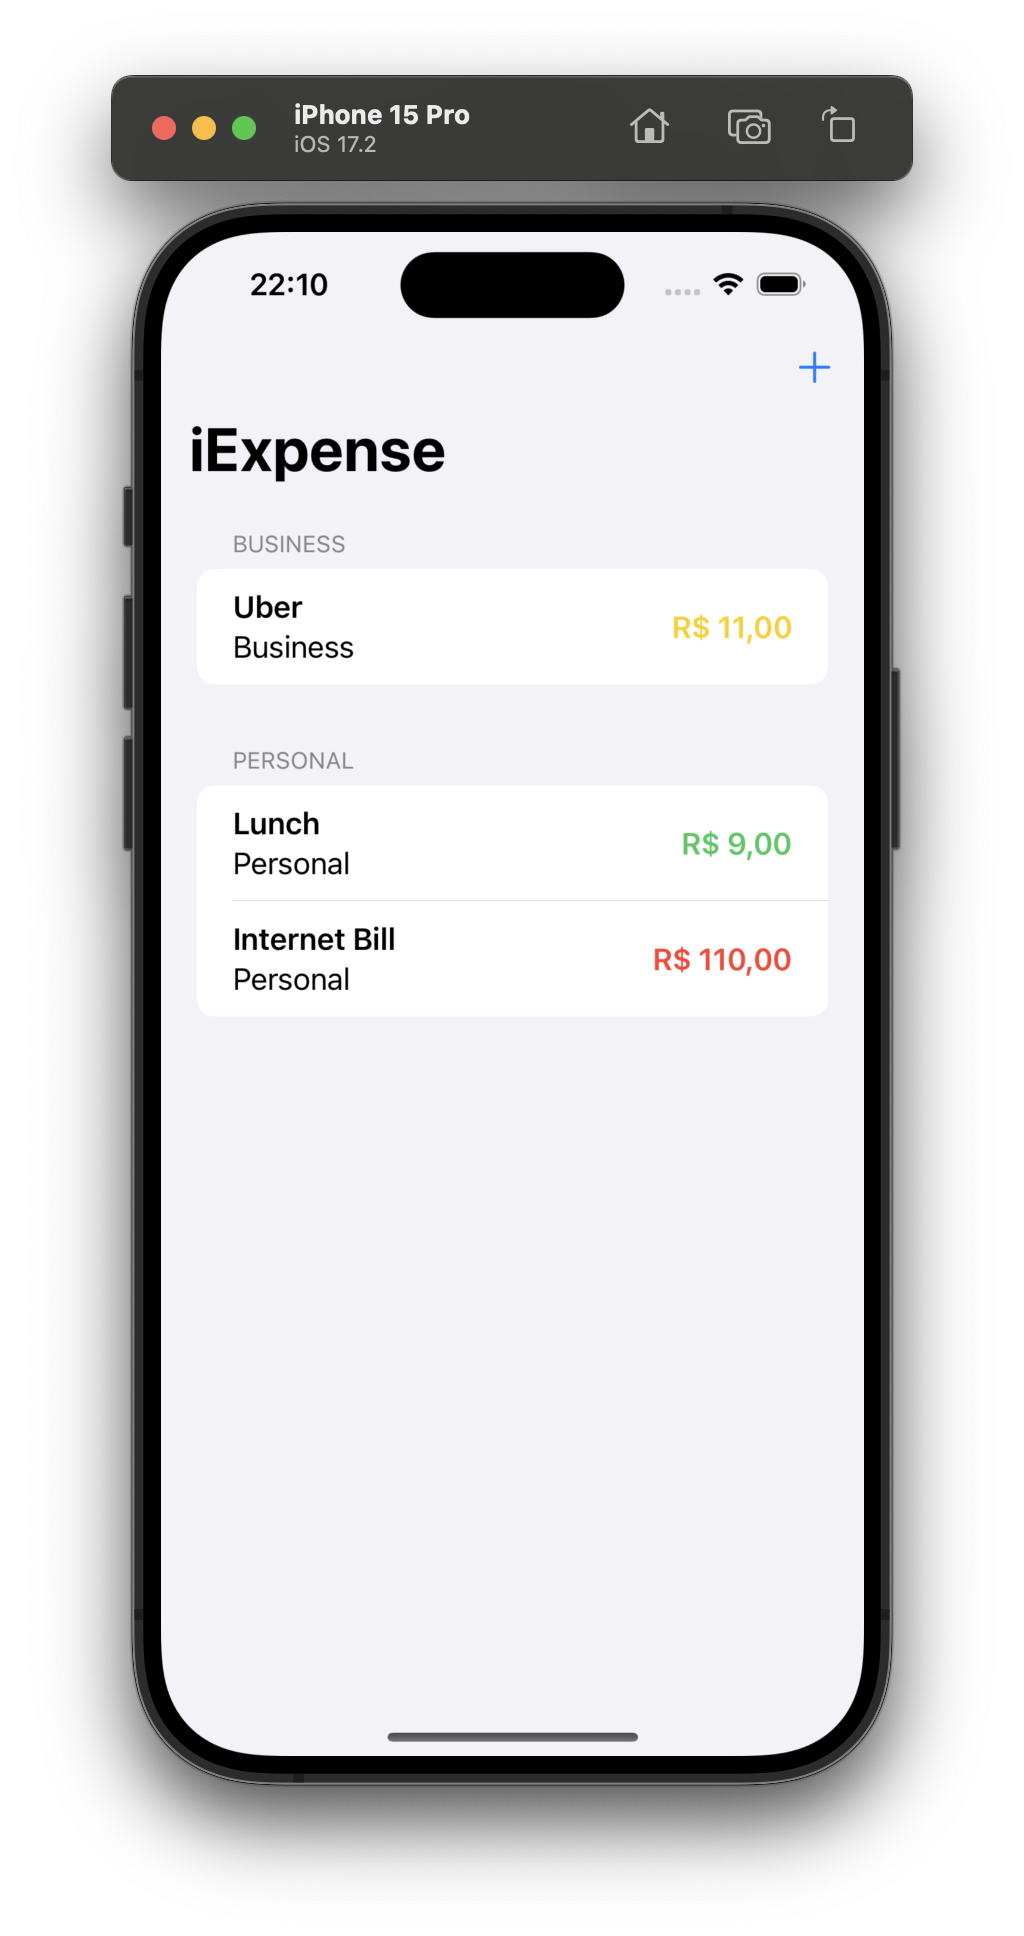 iPhone 15 Pro
iOS 17.2
22:10
iExpense
BUSINESS
Uber
Business
R$ 11,00
PERSONAL
Lunch
Personal
R$ 9,00
Internet Bill
Personal
R$ 110,00